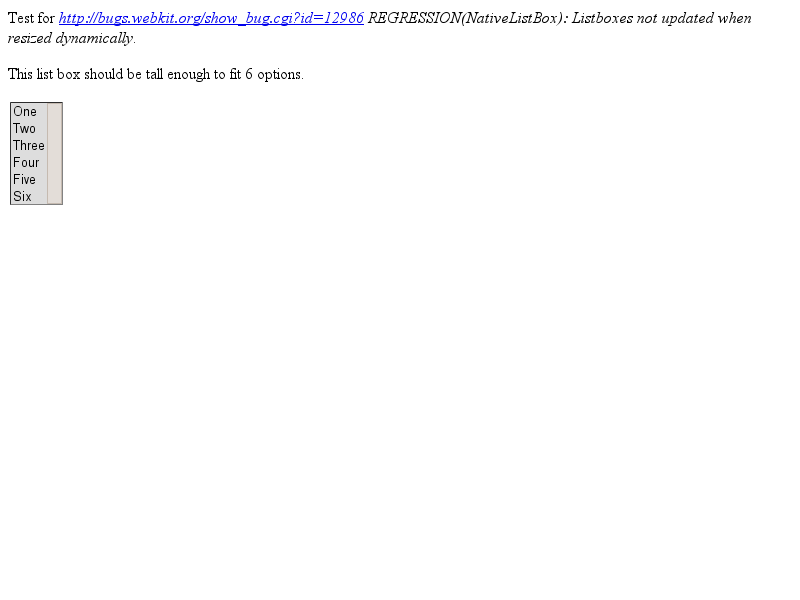 Test for http://bugs.webkit.org/show_bug.cgi?id=12986 REGRESSION(NativeListBox): Listboxes not updated when
resized dynamically.
This list box should be tall enough to fit 6 options.
One
Two
Three
Four
Five
Six